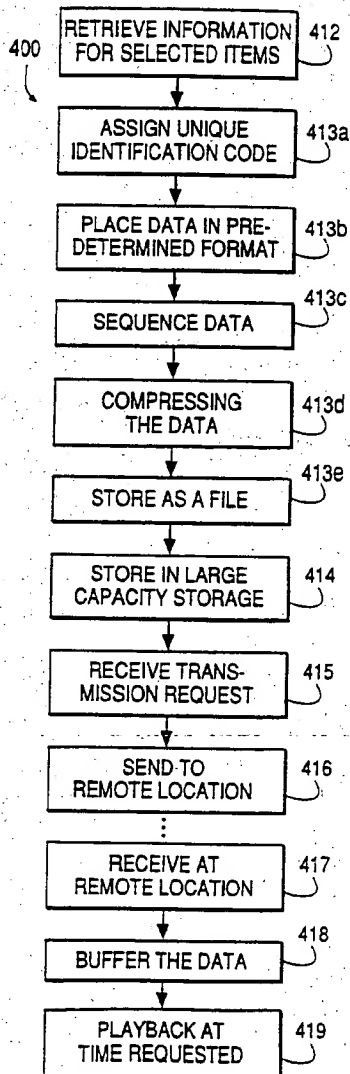 400
RETRIEVE INFORMATION
FOR SELECTED ITEMS
412
ASSIGN UNIQUE
IDENTIFICATION CODE
413a
PLACE DATA IN PRE-
DETERMINED FORMAT
413b
SEQUENCE DATA
413c
COMPRESSING
THE DATA
413d
STORE AS A FILE
413e
STORE IN LARGE
CAPACITY STORAGE
414
RECEIVE TRANS-
MISSION REQUEST
415
SEND TO
REMOTE LOCATION
416
RECEIVE AT
REMOTE LOCATION
417
BUFFER THE DATA
418
PLAYBACK AT
TIME REQUESTED
419